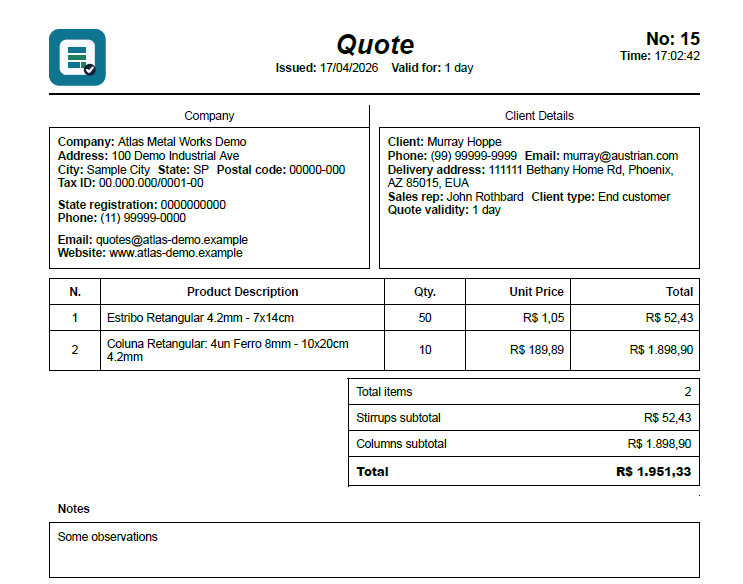 Quote
Issued: 17/04/2026 Valid for: 1 day
No: 15
Time: 17:02:42
Company
Company: Atlas Metal Works Demo
Address: 100 Demo Industrial Ave
City: Sample City State: SP Postal code: 00000-000
Tax ID: 00.000.000/0001-00
State registration: 0000000000
Phone: (11) 99999-0000
Email: quotes@atlas-demo.example
Website: www.atlas-demo.example
Client Details
Client: Murray Hoppe
Phone: (99) 99999-9999 Email: murray@austrian.com
Delivery address: 111111 Bethany Home Rd, Phoenix,
AZ 85015, EUA
Sales rep: John Rothbard Client type: End customer
Quote validity: 1 day
N. Product Description Qty. Unit Price Total
1 Estribo Retangular 4.2mm - 7x14cm 50 R$ 1,05 R$ 52,43
2 Coluna Retangular: 4un Ferro 8mm - 10x20cm
4.2mm 10 R$ 189,89 R$ 1.898,90
Total items 2
Stirrups subtotal R$ 52,43
Columns subtotal R$ 1.898,90
Total R$ 1.951,33
Notes
Some observations